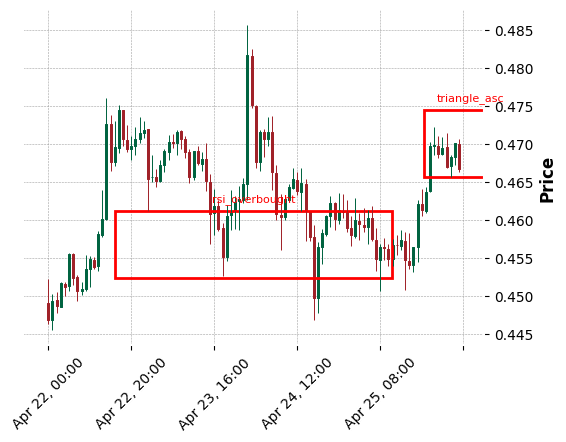 0.485
0.480
0.475
triangle_asc
0.470
0.465
rsi_overbought
0.460
0.455
0.450
0.445
Price
Apr 22, 00:00
Apr 22, 20:00
Apr 23, 16:00
Apr 24, 12:00
Apr 25, 08:00